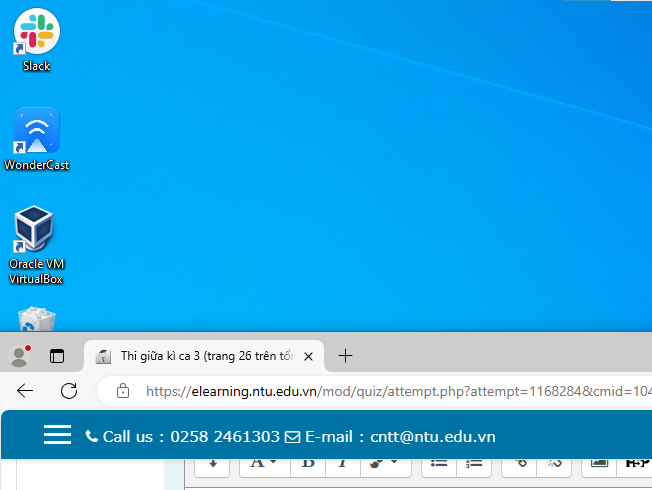 Slack
WonderCast
Oracle VM
VirtualBox
Thi giữa kì ca 3 (trang 26 trên
https://elearning.ntu.edu.vn/mod/quiz/attempt.php?attempt=1168284&cmid=104
Call us : 0258 2461303 E-mail : cntt@ntu.edu.vn
A B I